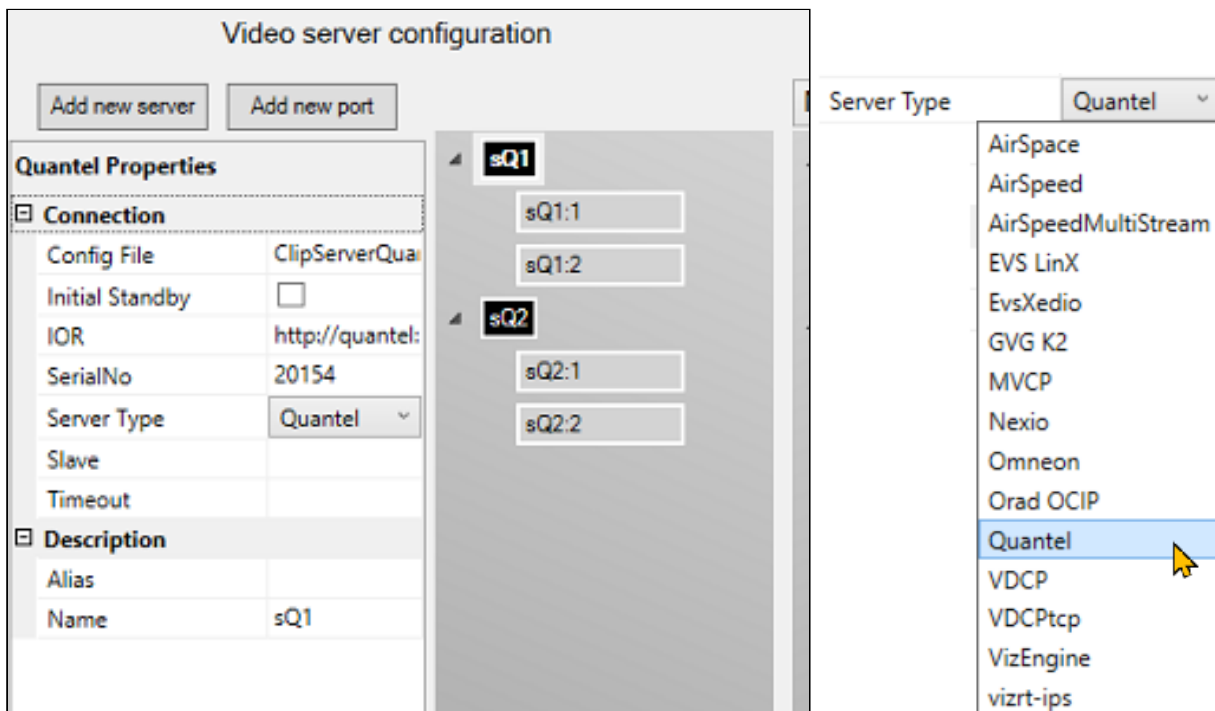 Video server configuration
Add new server
Add new port
Quantel Properties
Connection
Config File ClipServerQua
Initial Standby
IOR http://quantel:
SerialNo 20154
Server Type Quantel
Slave
Timeout
Description
Alias
Name sQ1
sQ1
sQ1:1
sQ1:2
sQ2
sQ2:1
sQ2:2
Server Type Quantel
AirSpace
AirSpeed
AirSpeedMultiStream
EVS LinX
EvsXedio
GVG K2
MVCP
Nexio
Omneon
Orad OCIP
Quantel
VDCP
VDCPtcp
VizEngine
vizrt-ips